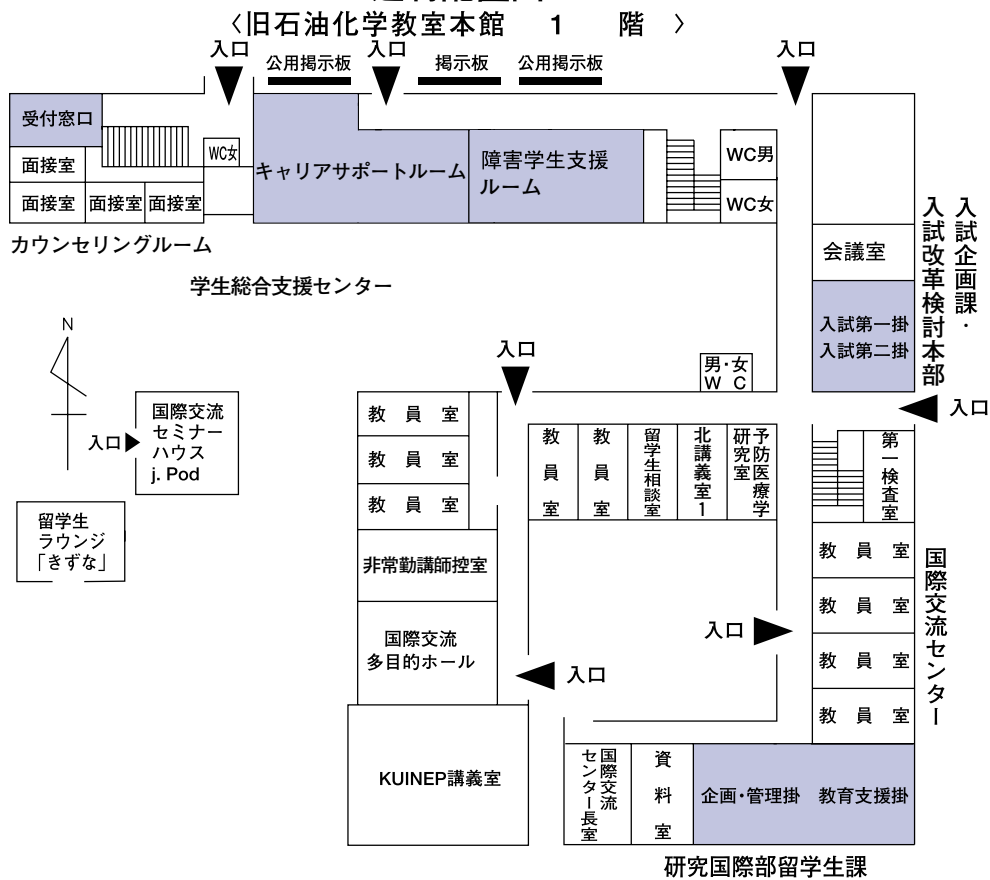 〈旧石油化学教室本館　1　階　〉
入口
公用掲示板
入口
掲示板
公用掲示板
入口
受付窓口
面接室
WC女
面接室
面接室
面接室
カウンセリングルーム
キャリアサポートルーム
障害学生支援
ルーム
WC男
WC女
学生総合支援センター
会議室
入試第一掛
入試第二掛
入試企画課・
入試改革検討本部
N
入口
男・女
W C
入口
国際交流
セミナー
ハウス
j. Pod
入口
留学生
ラウンジ
「きずな」
教員室
教員室
教員室
非常勤講師控室
国際交流
多目的ホール
KUINEP講義室
教員室
教員室
留学生相談室
北講義室1
予防医療学
研究室
第一検査室
教員室
教員室
教員室
教員室
国際交流センター
入口
入口
国際交流
センター長室
資料室
企画・管理掛
教育支援掛
研究国際部留学生課